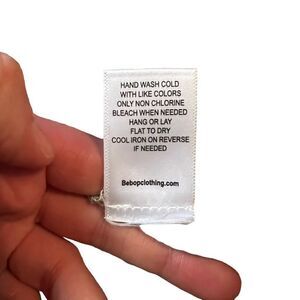 HAND WASH COLD
WITH LIKE COLORS
ONLY NON CHLORINE
BLEACH WHEN NEEDED
HANG OR LAY
FLAT TO DRY
COOL IRON ON REVERSE
IF NEEDED
Bebopclothing.com